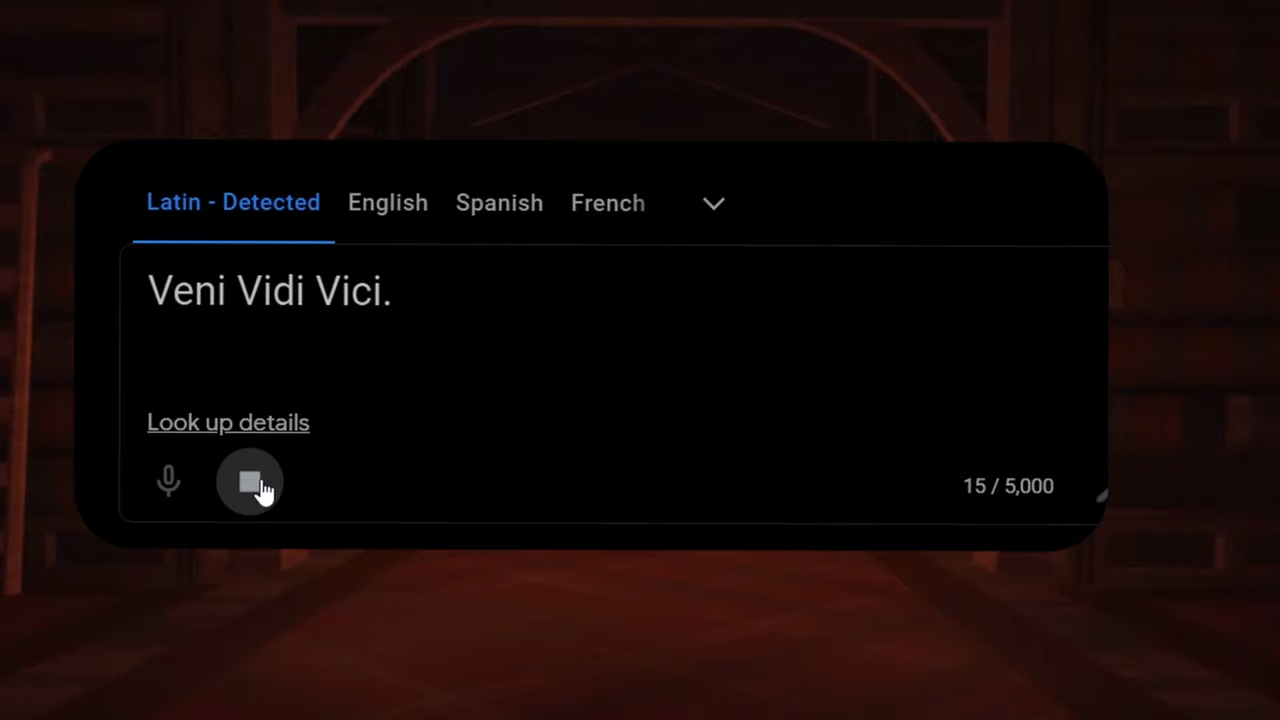 Latin - Detected English Spanish French
Veni Vidi Vici.
Look up details
15 / 5,000